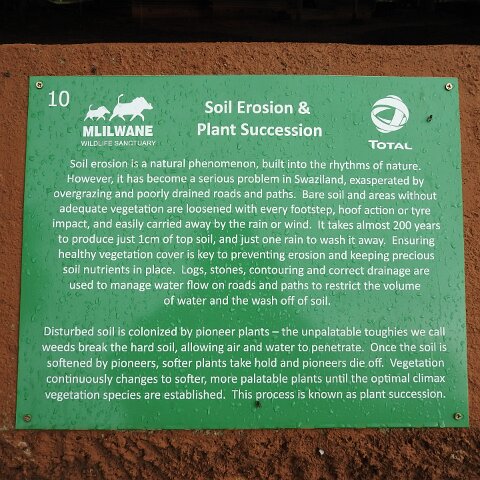 10
MLILWANE
WILDLIFE SANCTUARY
Soil Erosion &
Plant Succession
TOTAL
Soil erosion is a natural phenomenon, built into the rhythms of nature.
However, it has become a serious problem in Swaziland, exasperated by
overgrazing and poorly drained roads and paths. Bare soil and areas without
adequate vegetation are loosened with every footstep, hoof action or tyre
impact, and easily carried away by the rain or wind. It takes almost 200 years
to produce just 1cm of top soil, and just one rain to wash it away. Ensuring
healthy vegetation cover is key to preventing erosion and keeping precious
soil nutrients in place. Logs, stones, contouring and correct drainage are
used to manage water flow on roads and paths to restrict the volume
of water and the wash off of soil.
Disturbed soil is colonized by pioneer plants – the unpalatable toughies we call
weeds break the hard soil, allowing air and water to penetrate. Once the soil is
softened by pioneers, softer plants take hold and pioneers die off. Vegetation
continuously changes to softer, more palatable plants until the optimal climax
vegetation species are established. This process is known as plant succession.